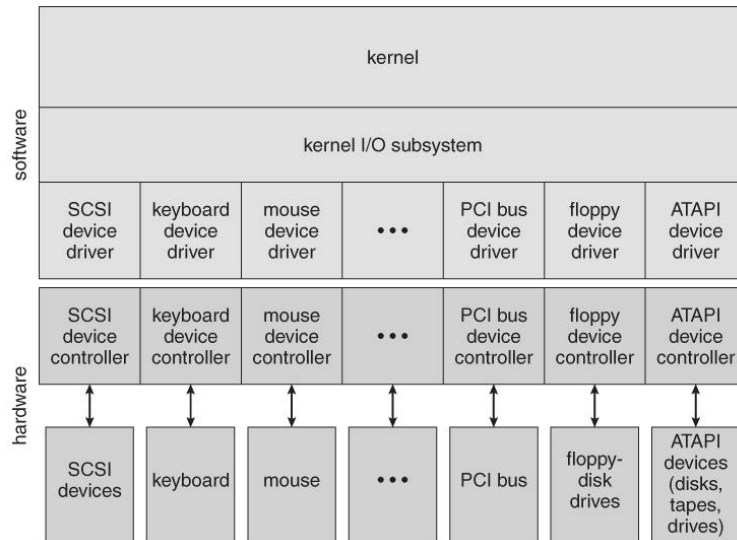 software
kernel
kernel I/O subsystem
SCSI
device
driver
keyboard
device
driver
mouse
device
driver
•••
PCI bus
device
driver
floppy
device
driver
ATAPI
device
driver
hardware
SCSI
device
controller
keyboard
device
controller
mouse
device
controller
•••
PCI bus
device
controller
floppy
device
controller
ATAPI
device
controller
SCSI
devices
keyboard
mouse
•••
PCI bus
floppy-
disk
drives
ATAPI
devices
(disks,
tapes,
drives)